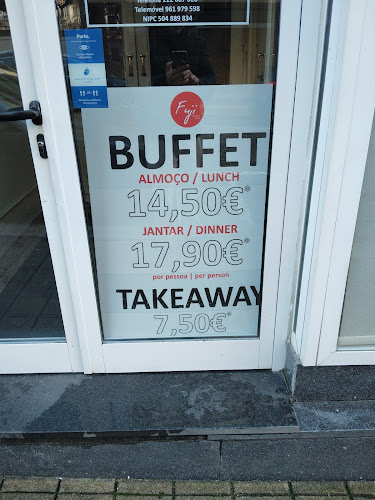 Telemóvel 961 979 598
NIPC 504 889 834
Porto.
Fuji
BUFFET
ALMOÇO / LUNCH
14,50€*
JANTAR / DINNER
17,90€*
por pessoa | per person
TAKEAWAY
7,50€*